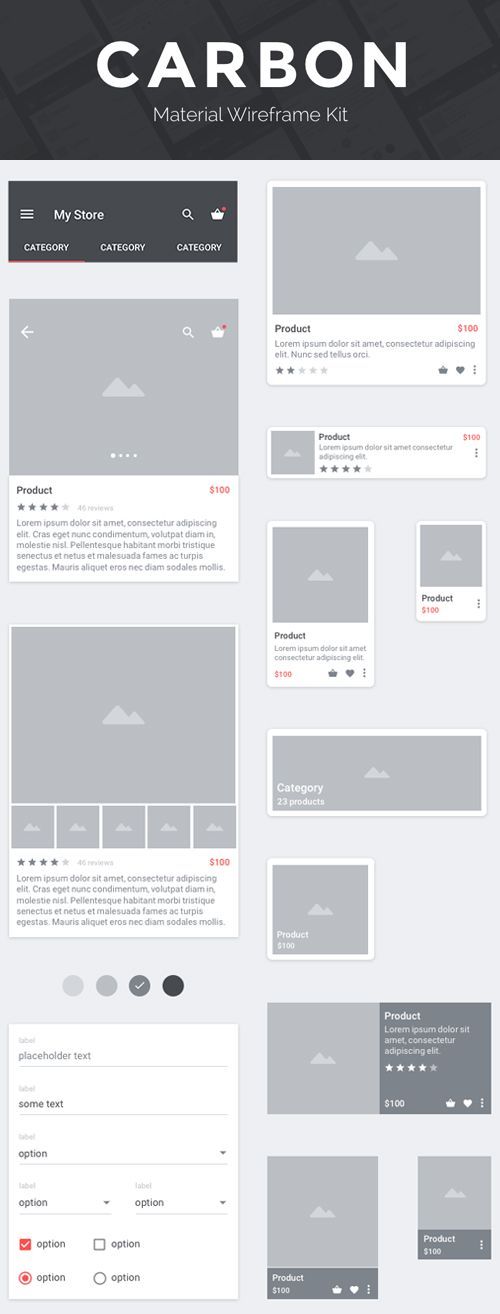 CARBON
Material Wireframe Kit
My Store
CATEGORY CATEGORY CATEGORY
Product $100
46 reviews
Lorem ipsum dolor sit amet, consectetur adipiscing
elit. Cras eget nunc condimentum, volutpat diam in,
molestie nisl. Pellentesque habitant morbi tristique
senectus et netus et malesuada fames ac turpis
egestas. Mauris aliquet eros nec diam sodales mollis.
46 reviews $100
Lorem ipsum dolor sit amet, consectetur adipiscing
elit. Cras eget nunc condimentum, volutpat diam in,
molestie nisl. Pellentesque habitant morbi tristique
senectus et netus et malesuada fames ac turpis
egestas. Mauris aliquet eros nec diam sodales mollis.
label
placeholder text
label
some text
label
option
label label
option option
option option
option option
Product $100
Lorem ipsum dolor sit amet, consectetur adipiscing
elit. Nunc sed tellus orci.
Product $100
Lorem ipsum dolor sit amet consectetur
adipiscing elit.
Product
Lorem ipsum dolor sit amet
consectetur adipiscing elit.
$100
Product
$100
Category
23 products
Product
$100
Product
Lorem ipsum dolor sit
amet, consectetur
adipiscing elit.
$100
Product
$100
Product
$100